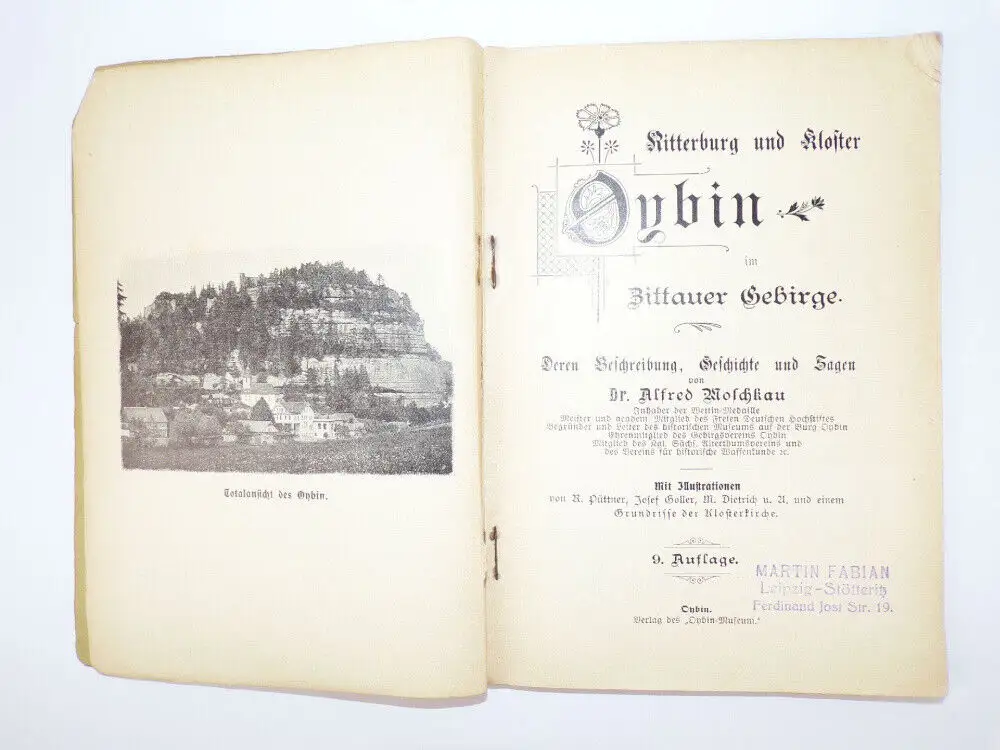 Totalansicht des Oybin.
Ritterburg und Kloster
Oybin
im
Zittauer Gebirge.
Deren Beschreibung, Geschichte und Sagen
von
Dr. Alfred Moschkau
Inhaber der Wettin-Medaille
Meister und academ. Mitglied des Freien Deutschen Hochstiftes
Begründer und Leiter des historischen Museums auf der Burg Oybin
Ehrenmitglied des Gebirgsvereins Oybin
Mitglied des Kgl. Sächs. Alterthumsvereins und
des Vereins für historische Waffenkunde ꝛc.
Mit Illustrationen
von R. Püttner, Josef Goller, M. Dietrich u. A. und einem
Grundrisse der Klosterkirche.
9. Auflage.
MARTIN FABIAN
Leipzig-Stötteritz
Ferdinand Jost Str. 19.
Oybin.
Verlag des „Oybin-Museum.“